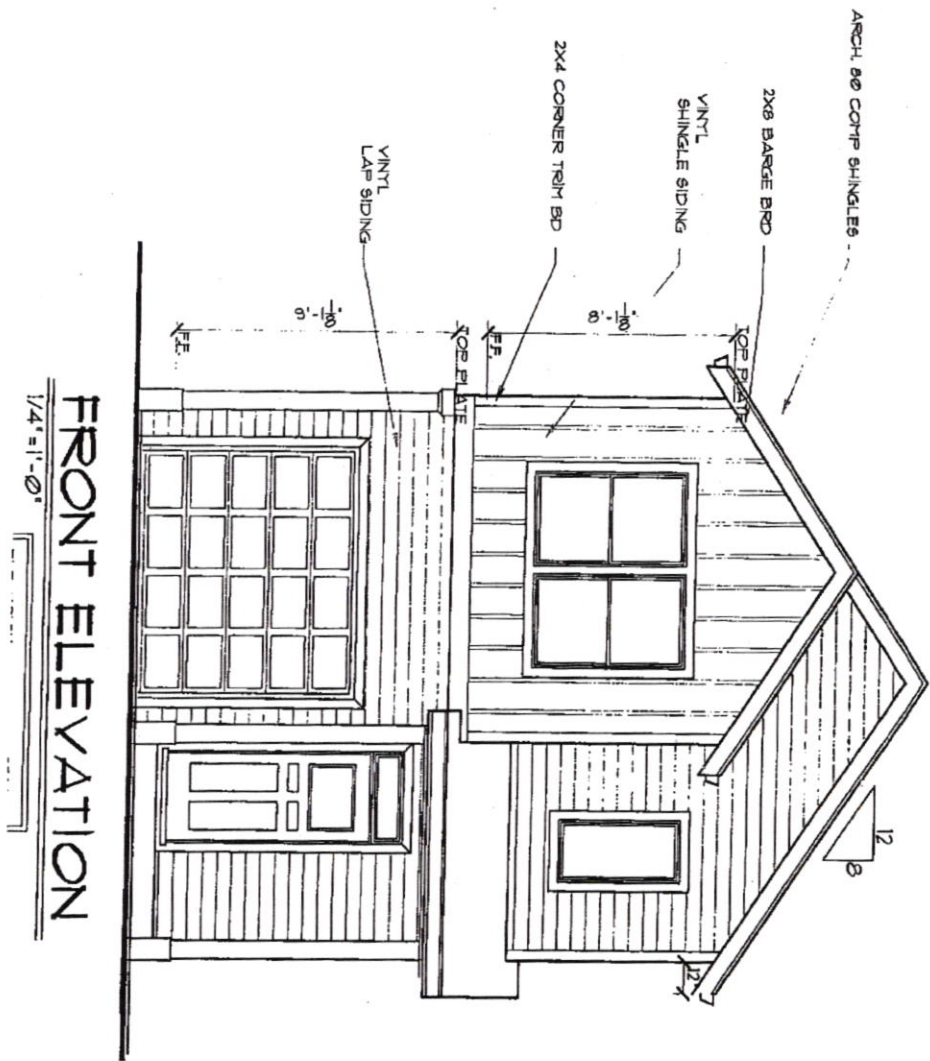 ARCH. 80 COMP SHINGLES
2X8 BARGE BRD
VINYL
SHINGLE SIDING
2X4 CORNER TRIM BD
VINYL
LAP SIDING
TOP PLATE
8'-1 1/8"
F.F.
TOP PLATE
9'-1 1/8"
F.F.
12
8
12"
FRONT ELEVATION
1/4"=1'-0"